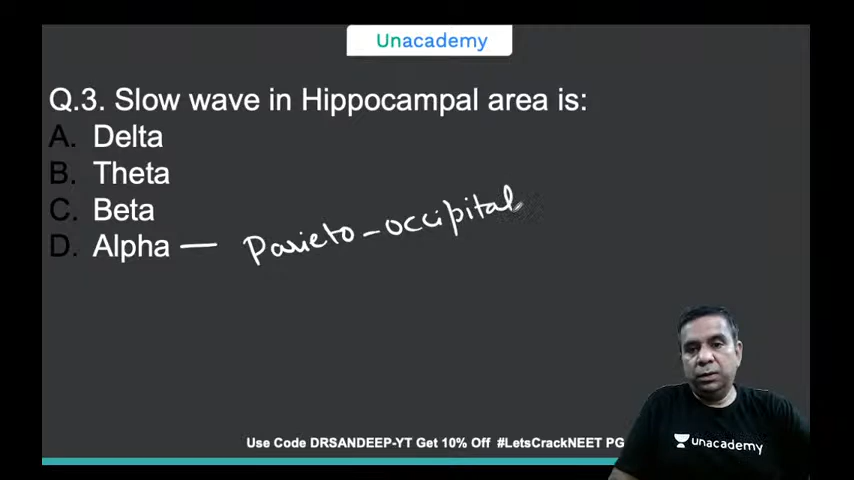 Unacademy
Q.3. Slow wave in Hippocampal area is:
A. Delta
B. Theta
C. Beta
D. Alpha — Parieto-occipital
Use Code DRSANDEEP-YT Get 10% Off #LetsCrackNEET PG
unacademy